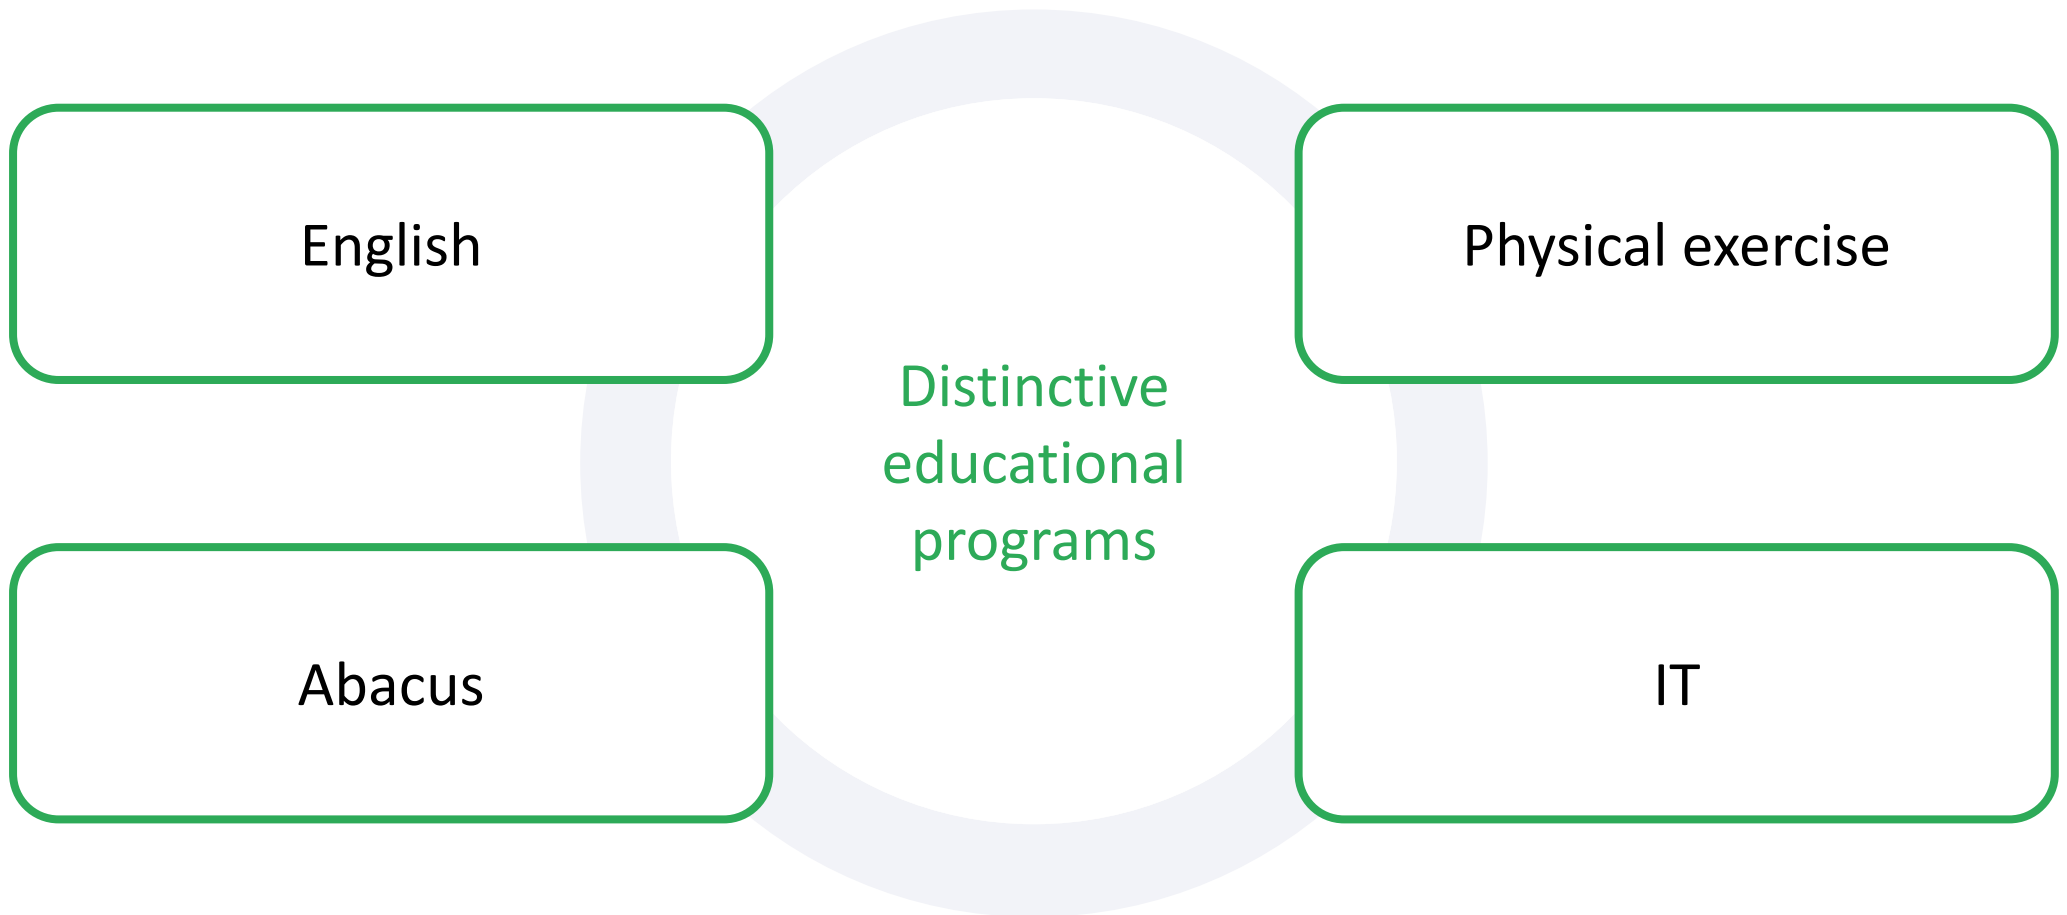 English
Physical exercise
Distinctive
educational
programs
Abacus
IT